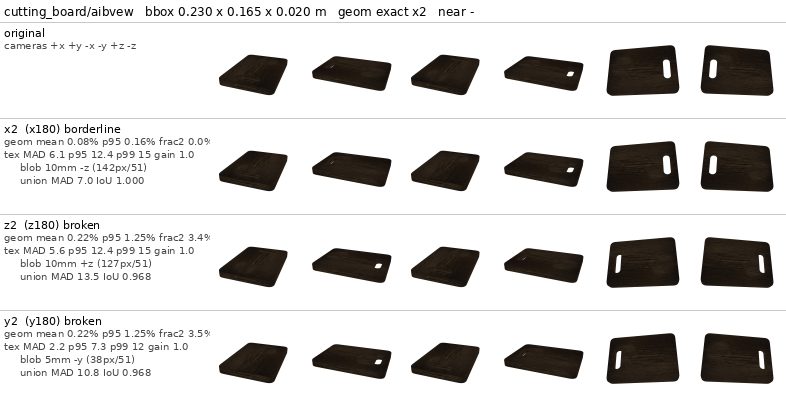 cutting_board/aibvew bbox 0.230 x 0.165 x 0.020 m geom exact x2 near -
original
cameras +x +y -x -y +z -z
x2 (x180) borderline
geom mean 0.08% p95 0.16% frac2 0.0%
tex MAD 6.1 p95 12.4 p99 15 gain 1.0
blob 10mm -z (142px/51)
union MAD 7.0 IoU 1.000
z2 (z180) broken
geom mean 0.22% p95 1.25% frac2 3.4%
tex MAD 5.6 p95 12.4 p99 15 gain 1.0
blob 10mm +z (127px/51)
union MAD 13.5 IoU 0.968
y2 (y180) broken
geom mean 0.22% p95 1.25% frac2 3.5%
tex MAD 2.2 p95 7.3 p99 12 gain 1.0
blob 5mm -y (38px/51)
union MAD 10.8 IoU 0.968